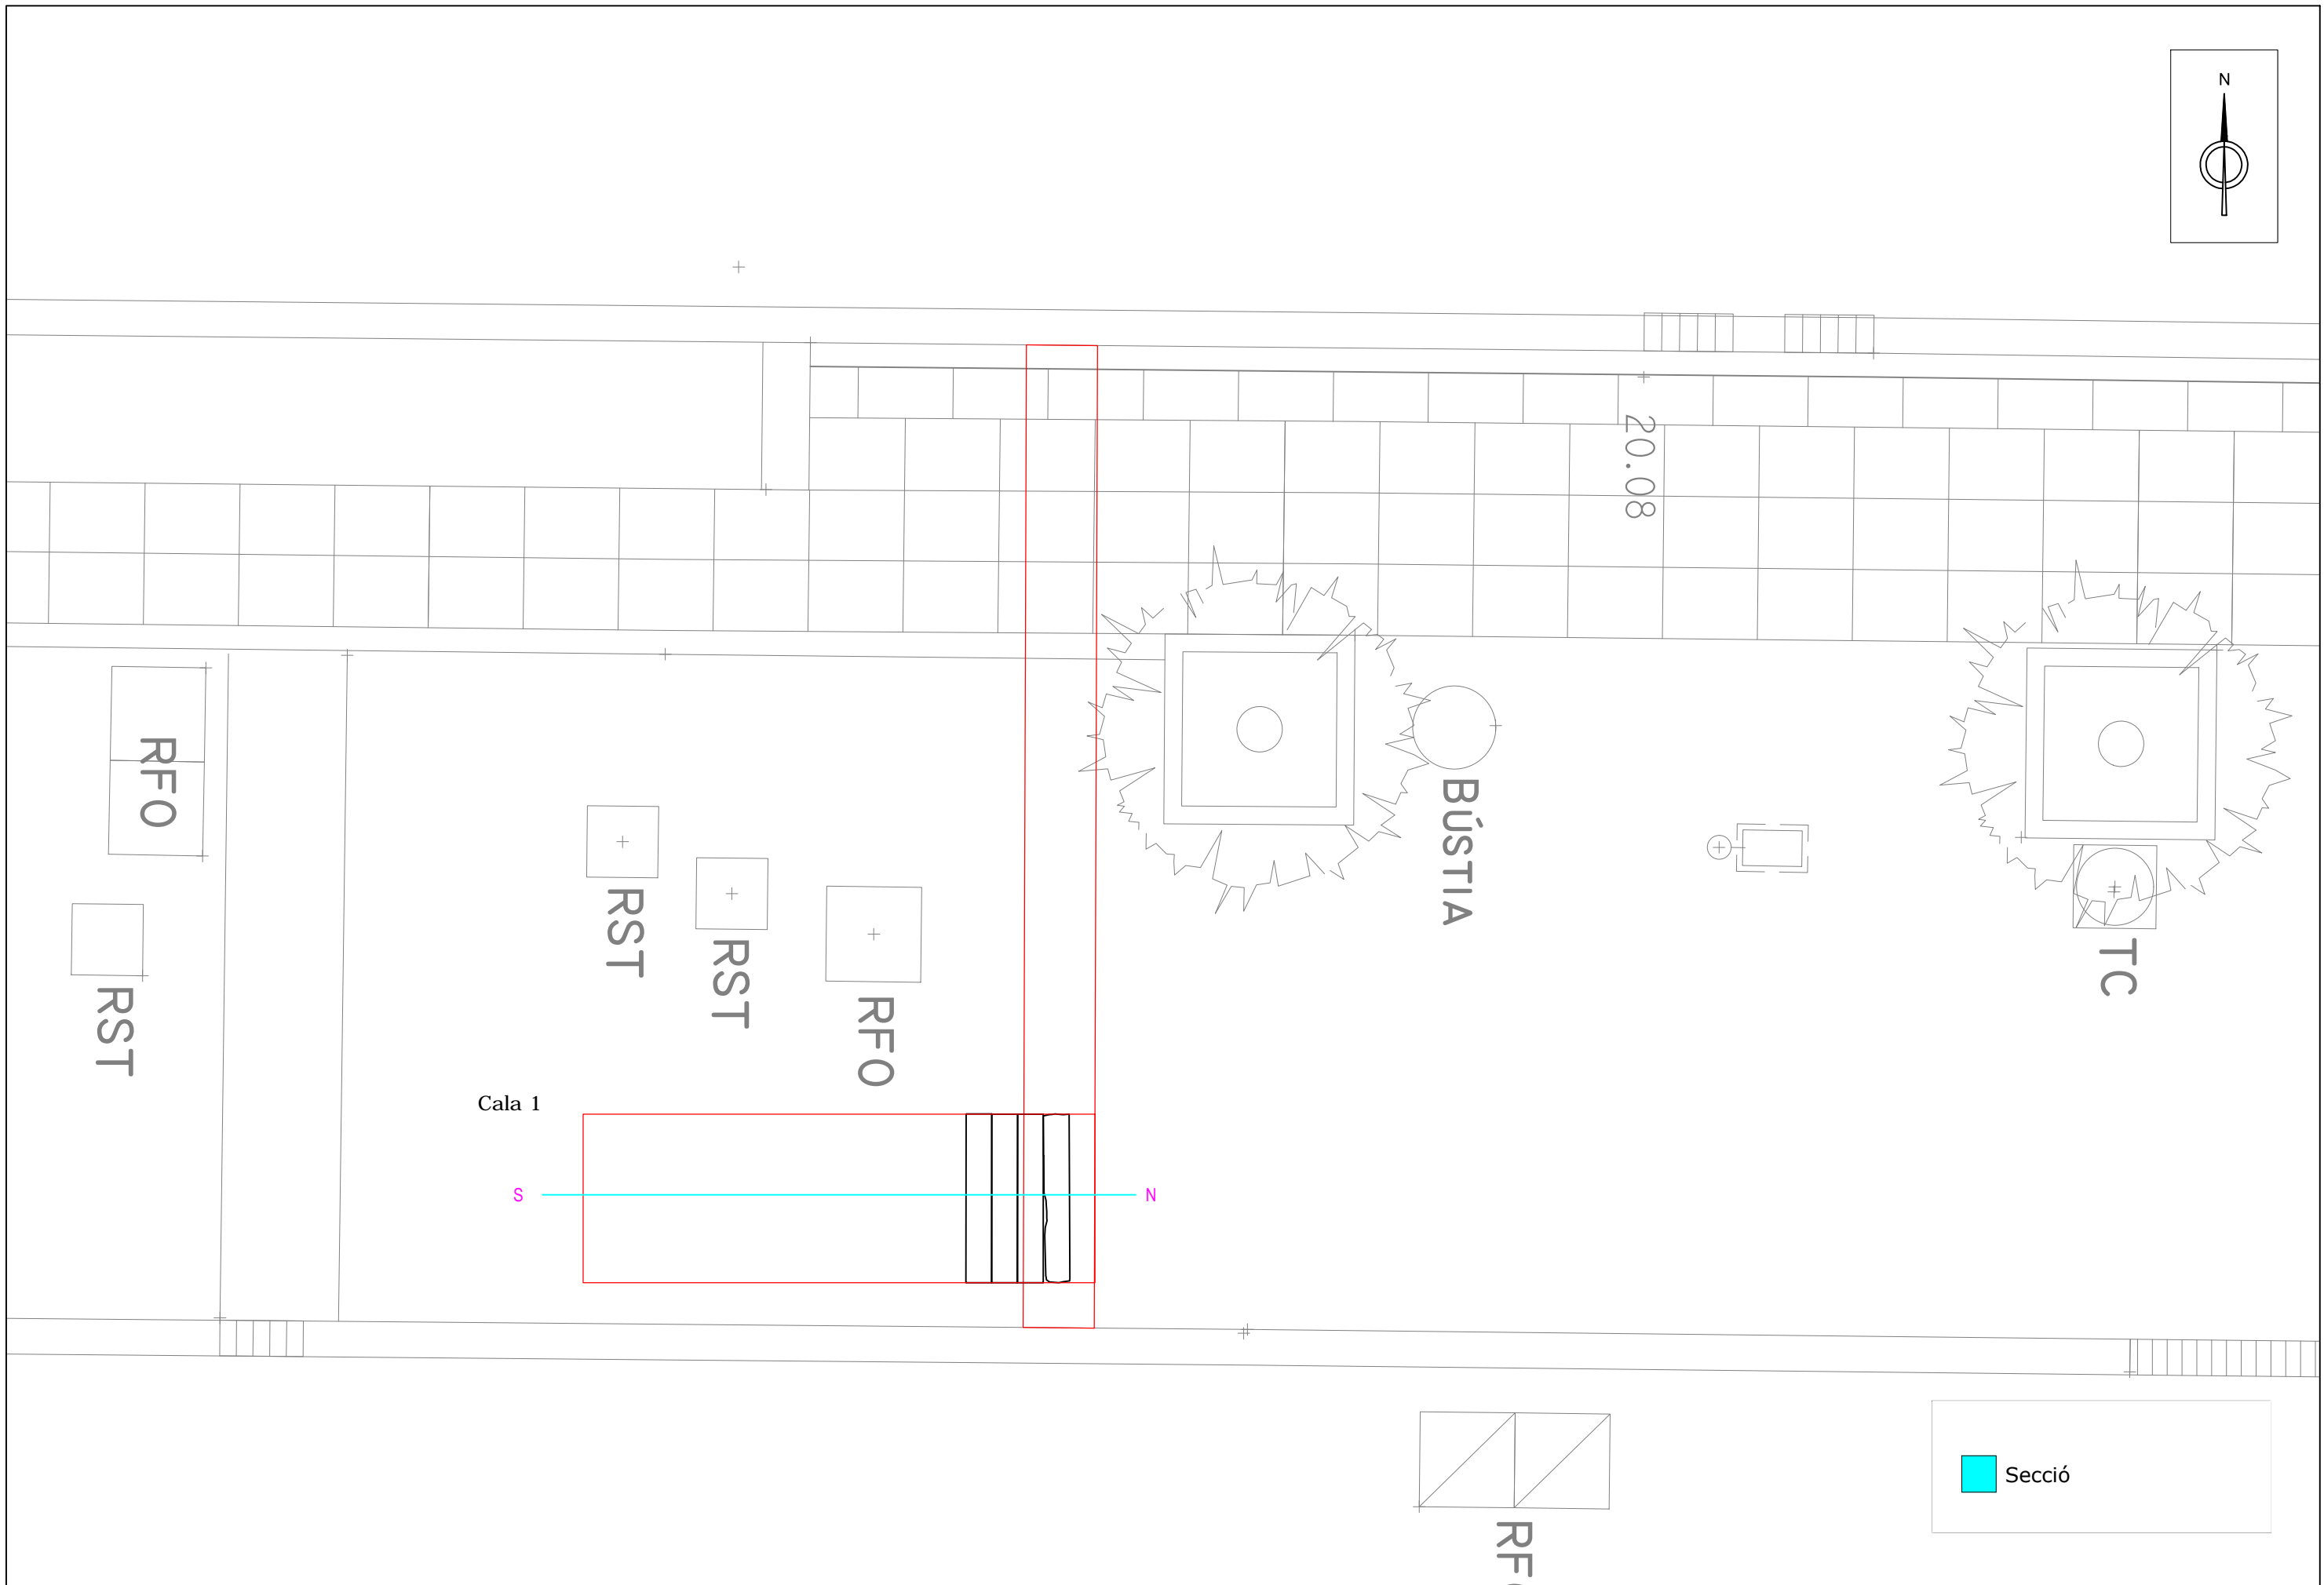 N
20.08
RFO
BÚSTIA
RST
RST
TC
RST
RFO
Cala 1
S
N
Secció